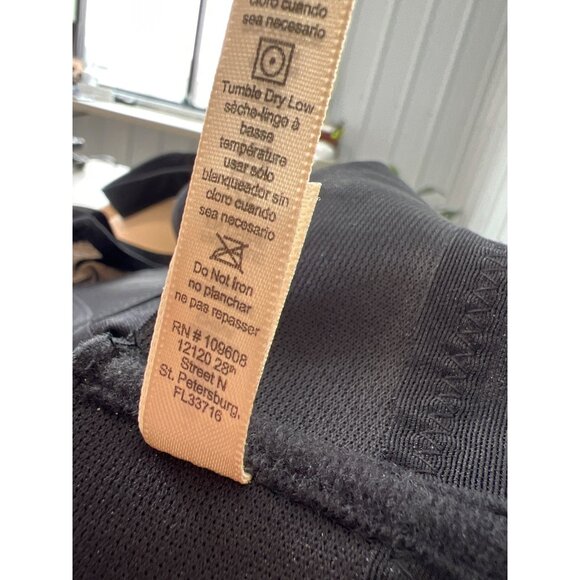 cloro cuando
sea necesario
Tumble Dry Low
sèche-linge à
basse
température
usar sólo
blanqueador sin
cloro cuando
sea necesario
Do Not Iron
no planchar
ne pas repasser
RN # 109608
12120 28th
Street N
St. Petersburg,
FL33716